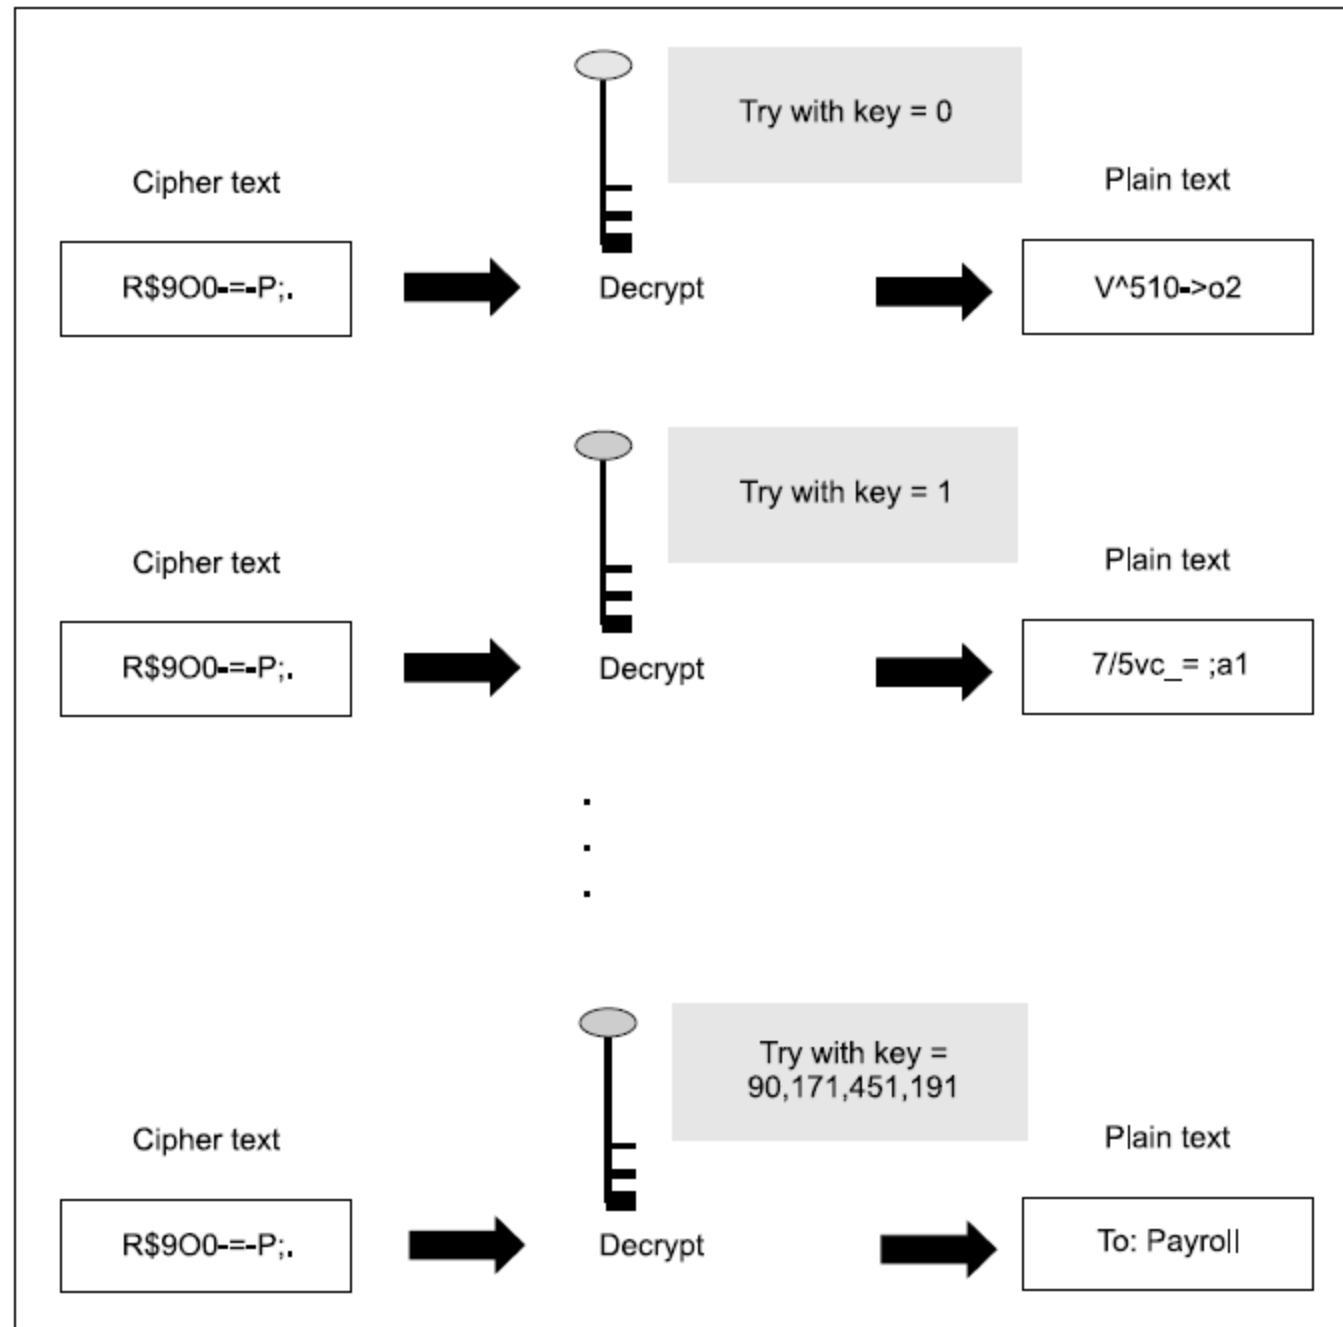 Try with key = 0
Cipher text
Plain text
R$9O0-=-P;.
Decrypt
V^510->o2
Try with key = 1
Cipher text
Plain text
R$9O0-=-P;.
Decrypt
7/5vc_= ;a1
Try with key =
90,171,451,191
Cipher text
Plain text
R$9O0-=-P;.
Decrypt
To: Payroll